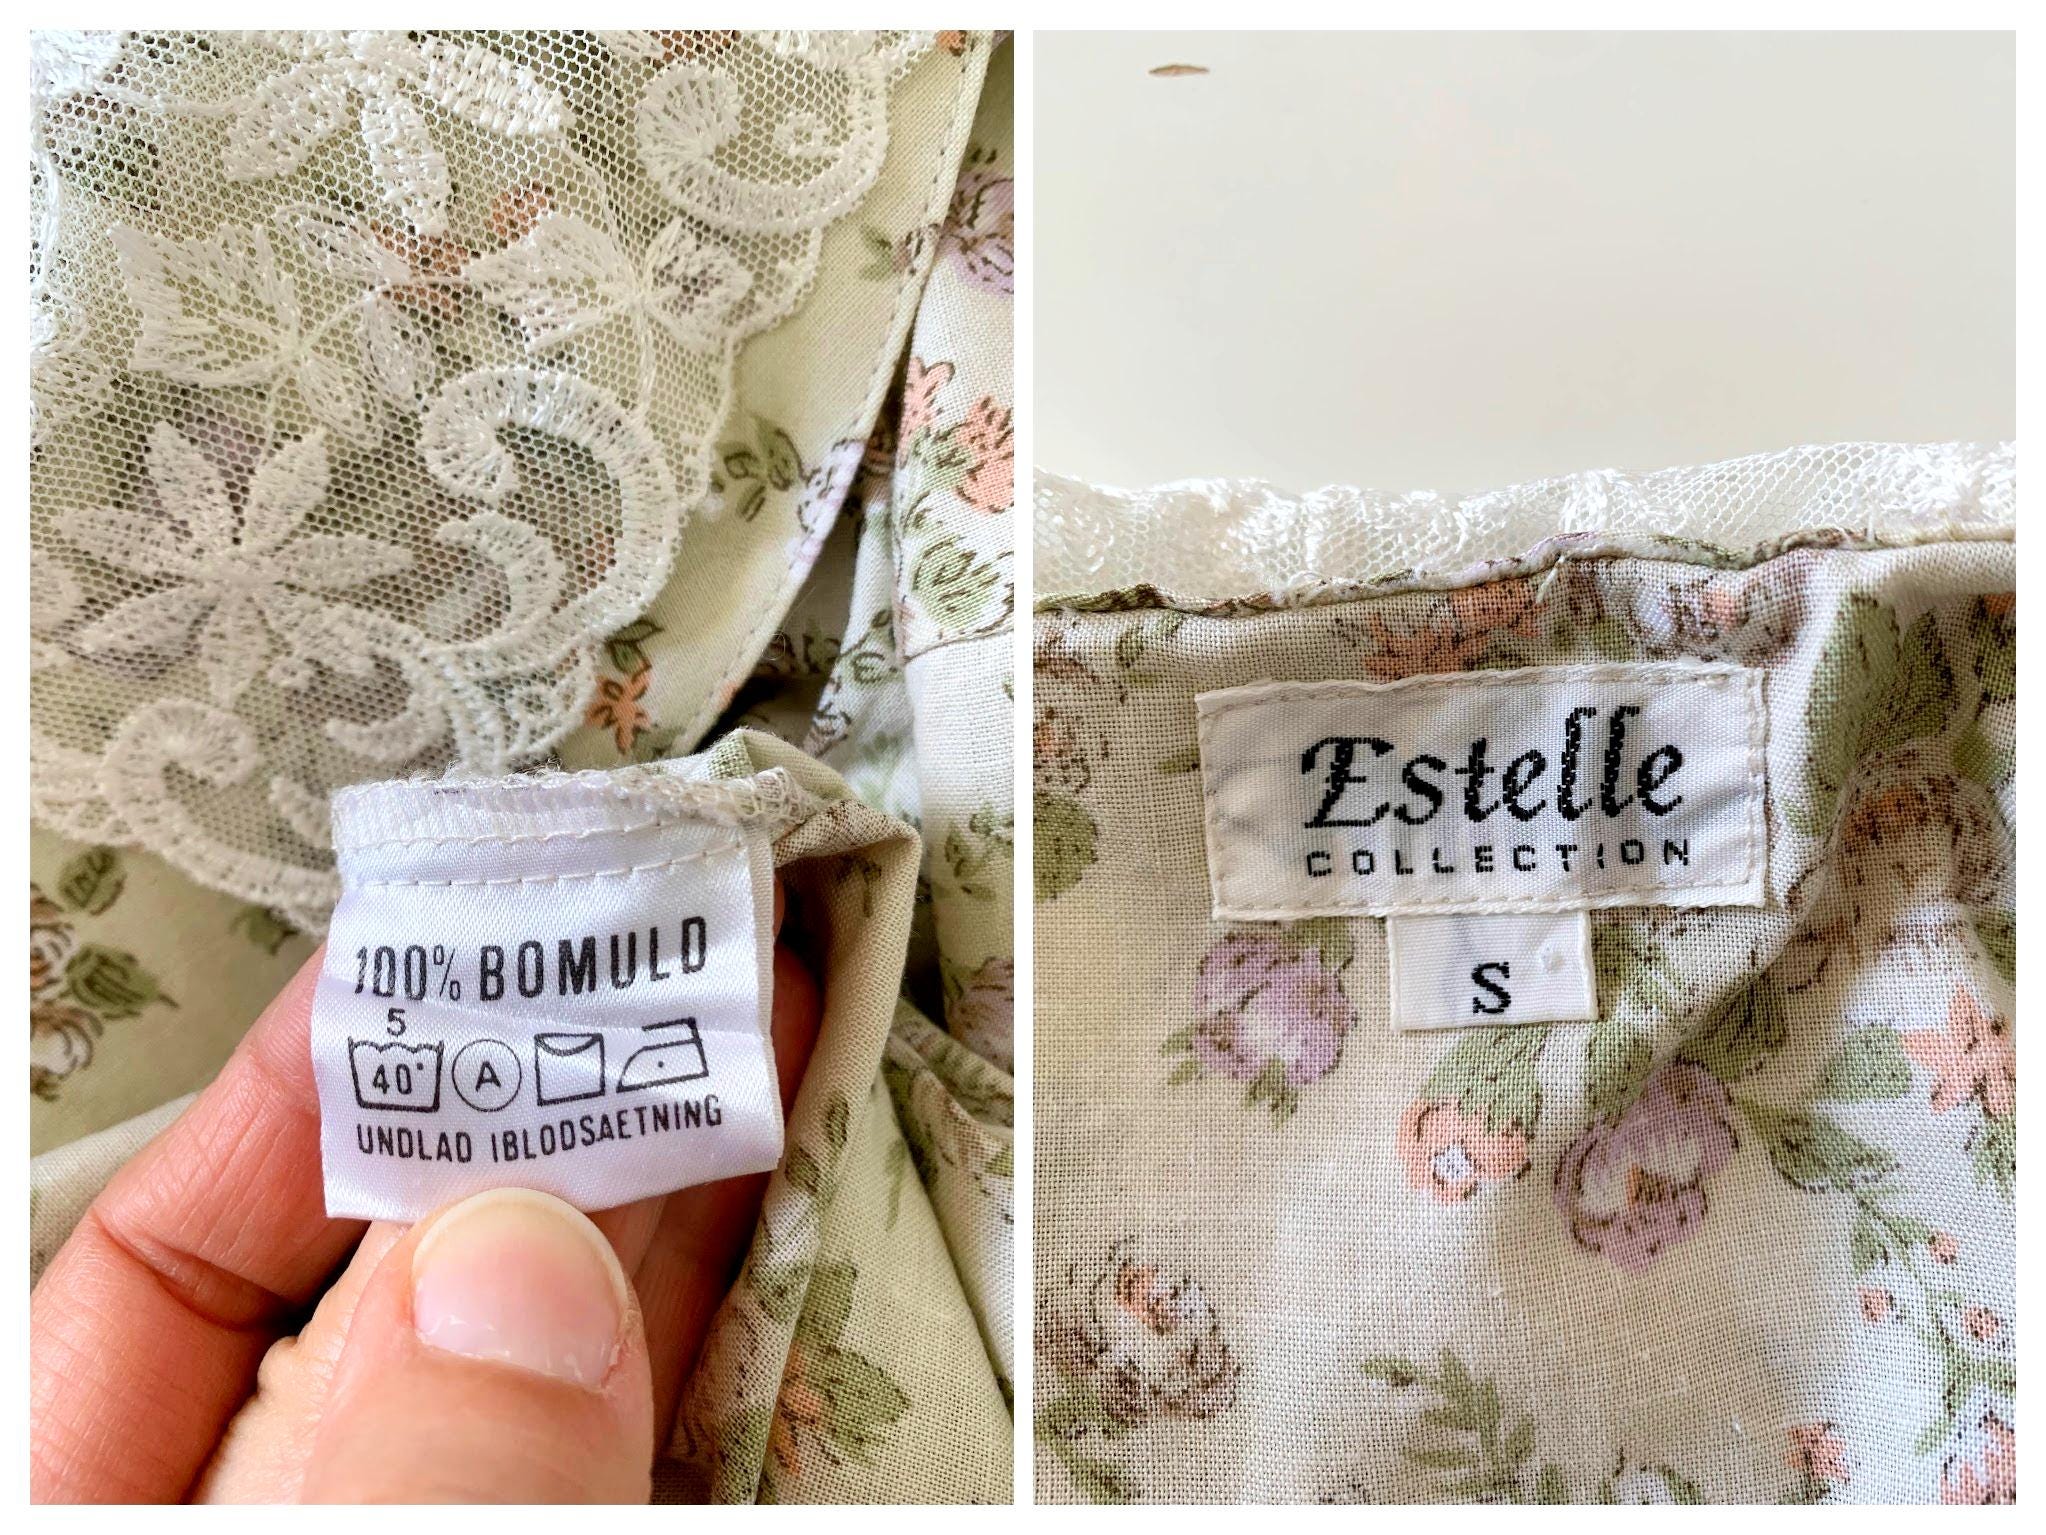 100% BOMULD
5
40° A
UNDLAD IBLODSAETNING
Estelle
COLLECTION
S